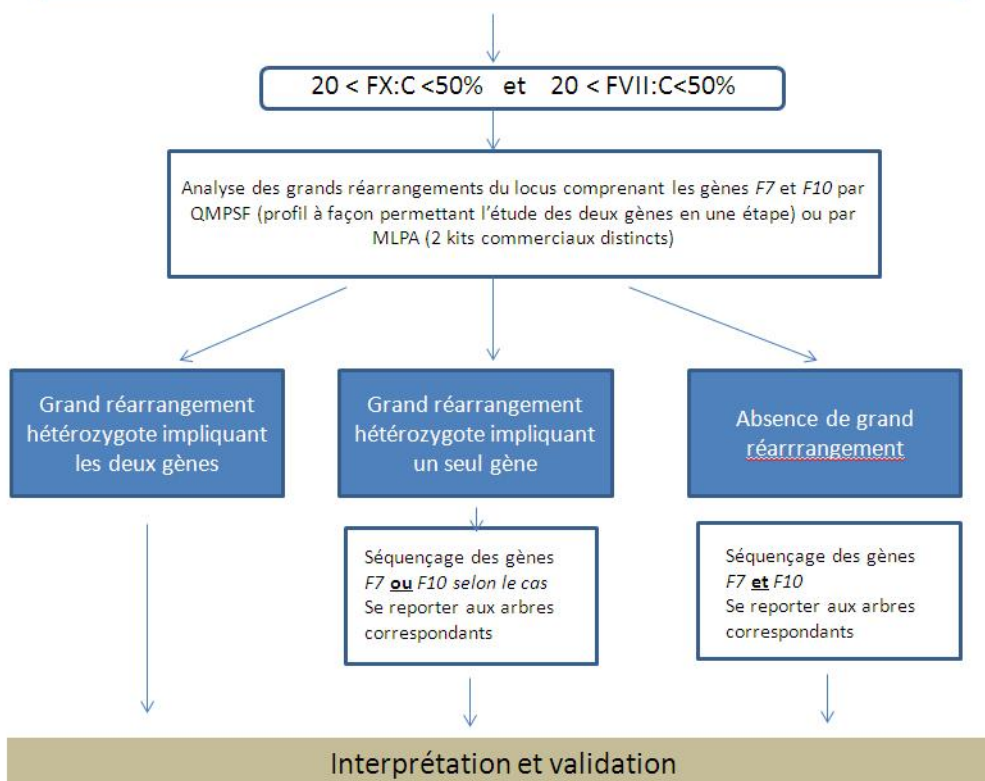 20 < FX:C <50%   et    20 < FVII:C<50%
Analyse des grands réarrangements du locus comprenant les gènes F7 et F10 par
QMPSF (profil à façon permettant l'étude des deux gènes en une étape) ou par
MLPA (2 kits commerciaux distincts)
Grand réarrangement
hétérozygote impliquant
les deux gènes
Grand réarrangement
hétérozygote impliquant
un seul gène
Absence de grand
réarrrangement
Séquençage des gènes
F7 ou F10 selon le cas
Se reporter aux arbres
correspondants
Séquençage des gènes
F7 et F10
Se reporter aux arbres
correspondants
Interprétation et validation